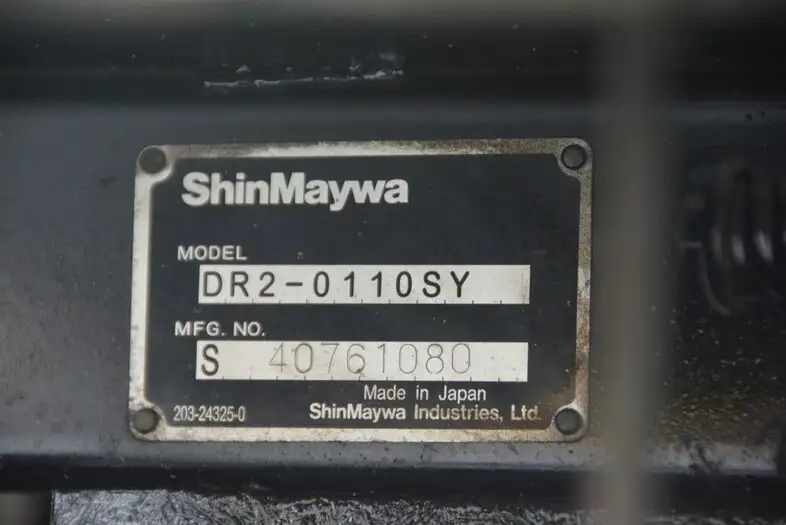 ShinMaywa
MODEL
DR2-0110SY
MFG. NO.
S 40761080
Made in Japan
203-24325-0 ShinMaywa Industries, Ltd.